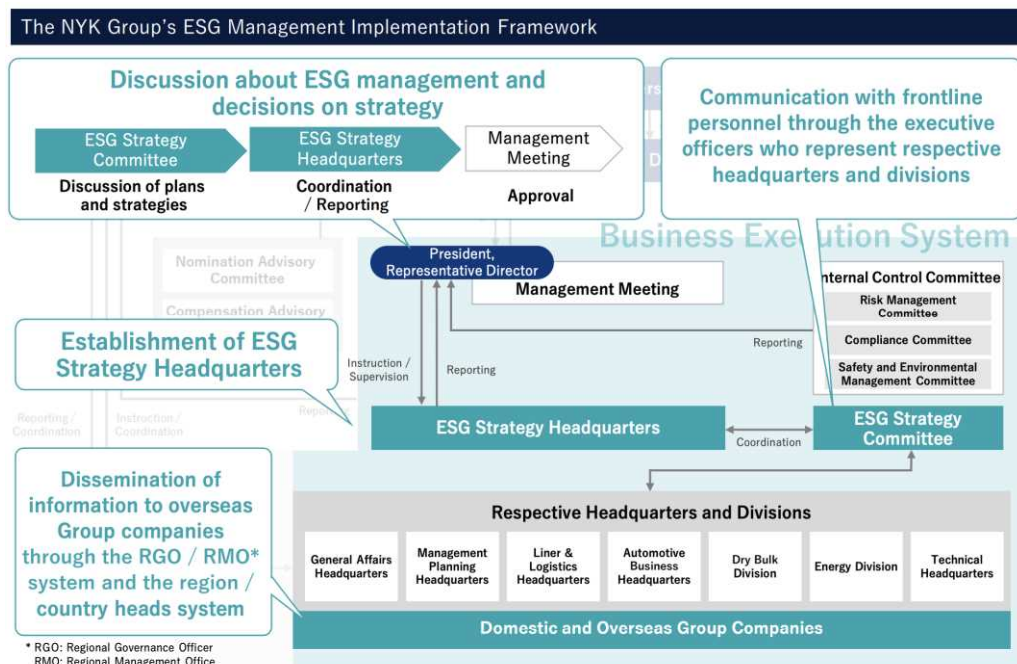 The NYK Group's ESG Management Implementation Framework
Discussion about ESG management and
decisions on strategy
ESG Strategy
Committee
ESG Strategy
Headquarters
Management
Meeting
Discussion of plans
and strategies
Coordination
/ Reporting
Approval
Communication with frontline
personnel through the executive
officers who represent respective
headquarters and divisions
Business Execution System
Nomination Advisory
Committee
Compensation Advisory
President,
Representative Director
Management Meeting
Internal Control Committee
Risk Management
Committee
Compliance Committee
Safety and Environmental
Management Committee
Establishment of ESG
Strategy Headquarters
Instruction /
Supervision
Reporting
Reporting
Reporting
Reporting /
Coordination
Instruction /
Coordination
ESG Strategy Headquarters
Coordination
ESG Strategy
Committee
Dissemination of
information to overseas
Group companies
through the RGO / RMO*
system and the region /
country heads system
Respective Headquarters and Divisions
General Affairs
Headquarters
Management
Planning
Headquarters
Liner &
Logistics
Headquarters
Automotive
Business
Headquarters
Dry Bulk
Division
Energy Division
Technical
Headquarters
Domestic and Overseas Group Companies
* RGO: Regional Governance Officer
RMO: Regional Management Office